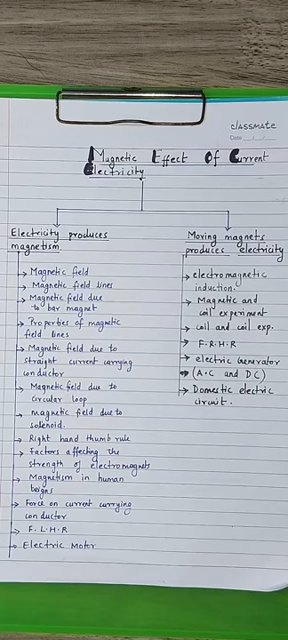 classmate
Date
Magnetic Effect Of Current
Electricity
Electricity produces
magnetism
Magnetic field
Magnetic field lines
Magnetic field due
to bar magnet
Properties of magnetic
field lines
Magnetic field due to
straight current carrying
conductor
Magnetic field due to
circular loop
magnetic field due to
solenoid.
Right hand thumb rule
Factors affecting the
strength of electromagnets
Magnetism in human
beigns
Force on current carrying
conductor
F.L.H.R
Electric Motor
Moving magnets
produces electricity
electromagnetic
induction.
Magnetic and
coil experiment
coil and coil exp.
F.R.H.R
electric Generator
(A.C and DC)
Domestic electric
circuit.